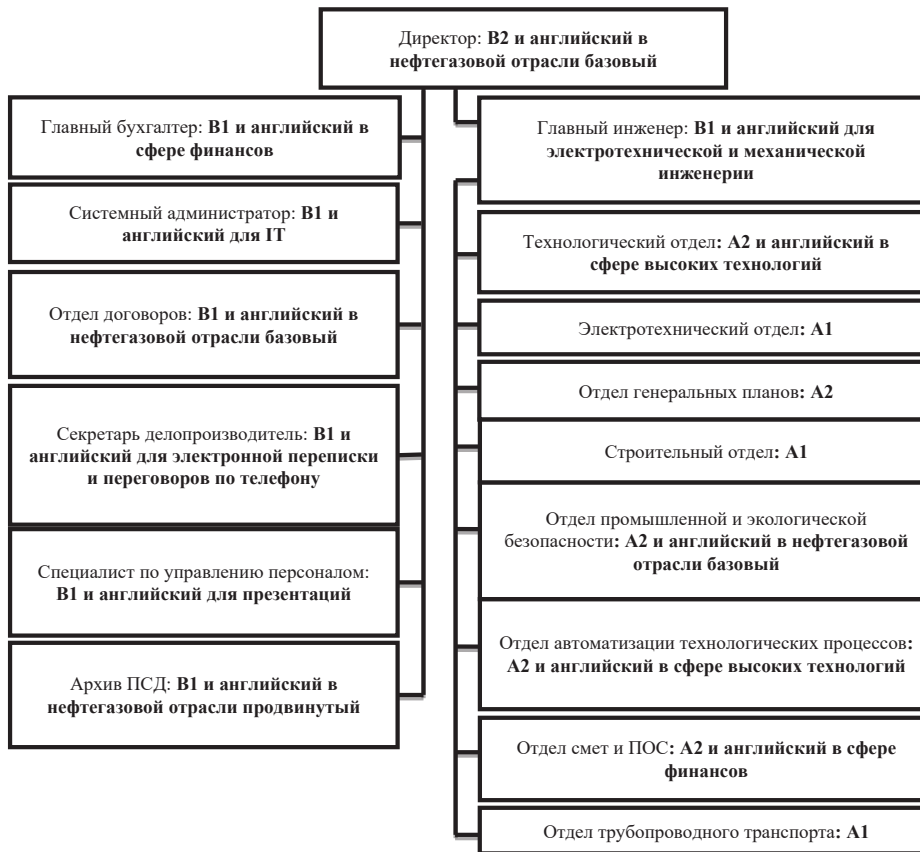 Директор: B2 и английский в
нефтегазовой отрасли базовый
Главный бухгалтер: B1 и английский в
сфере финансов
Системный администратор: B1 и
английский для IT
Отдел договоров: B1 и английский в
нефтегазовой отрасли базовый
Секретарь делопроизводитель: B1 и
английский для электронной переписки
и переговоров по телефону
Специалист по управлению персоналом:
B1 и английский для презентаций
Архив ПСД: B1 и английский в
нефтегазовой отрасли продвинутый
Главный инженер: B1 и английский для
электротехнической и механической
инженерии
Технологический отдел: A2 и английский в
сфере высоких технологий
Электротехнический отдел: A1
Отдел генеральных планов: A2
Строительный отдел: A1
Отдел промышленной и экологической
безопасности: A2 и английский в нефтегазовой
отрасли базовый
Отдел автоматизации технологических процессов:
A2 и английский в сфере высоких технологий
Отдел смет и ПОС: A2 и английский в сфере
финансов
Отдел трубопроводного транспорта: A1